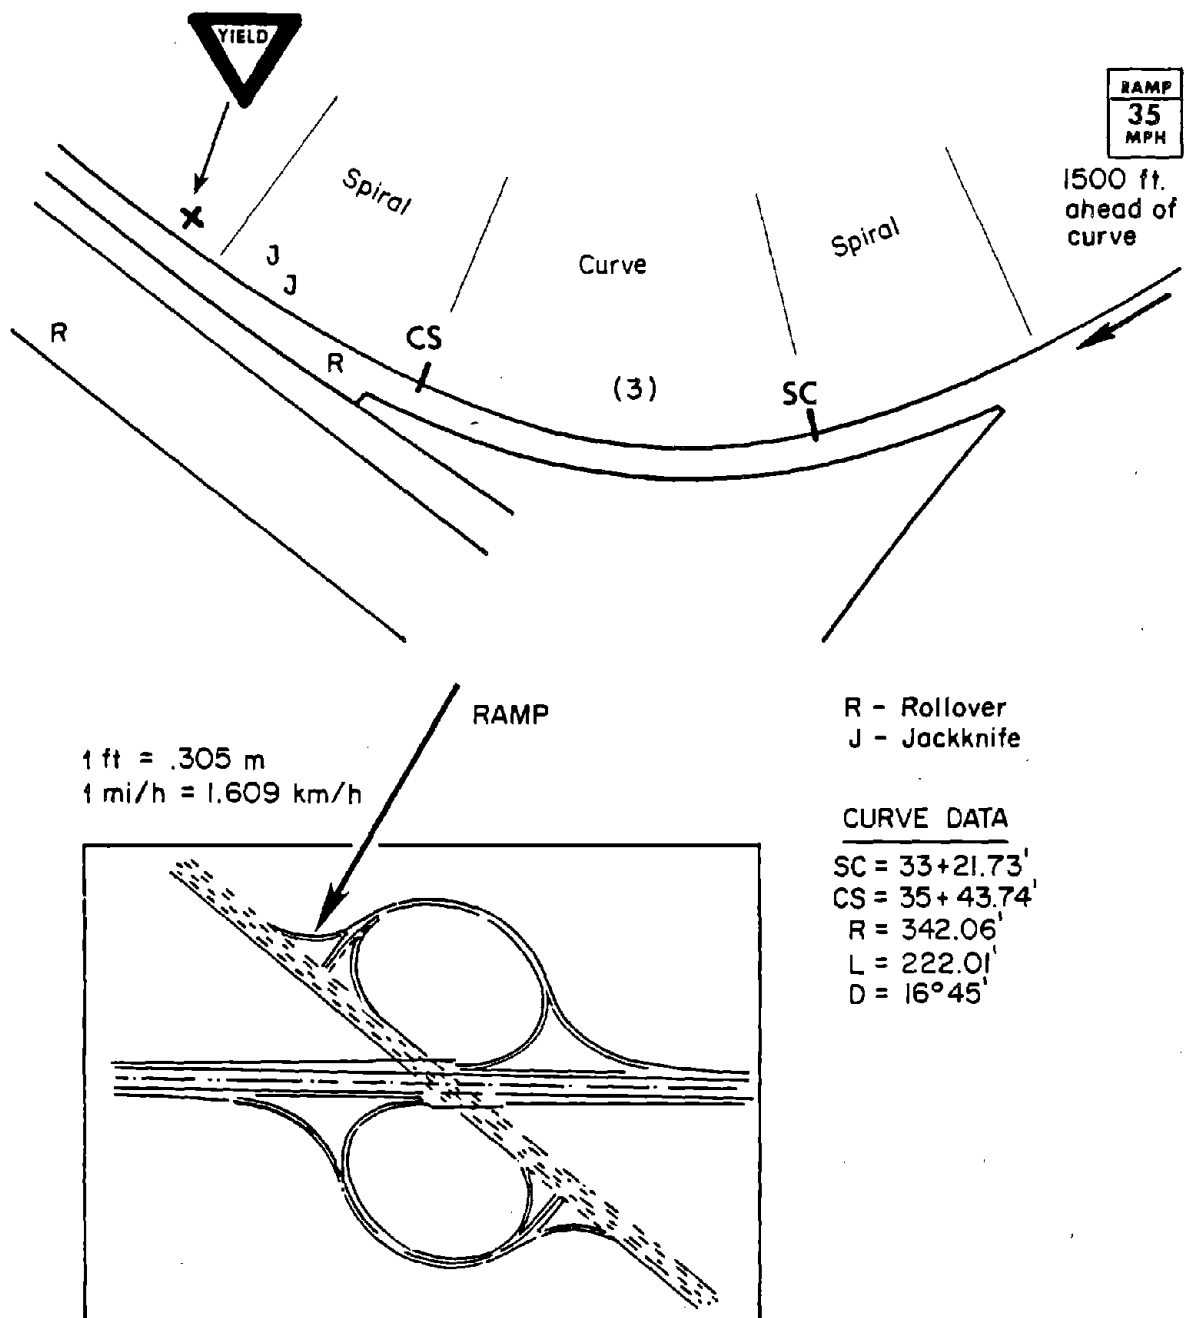 YIELD
RAMP
35
MPH
1500 ft.
ahead of
curve
Spiral
Curve
Spiral
J
J
R
R
CS
(3)
SC
RAMP
R - Rollover
J - Jackknife
1 ft = .305 m
1 mi/h = 1.609 km/h
CURVE DATA
SC = 33+21.73'
CS = 35+43.74'
R = 342.06'
L = 222.01'
D = 16°45'